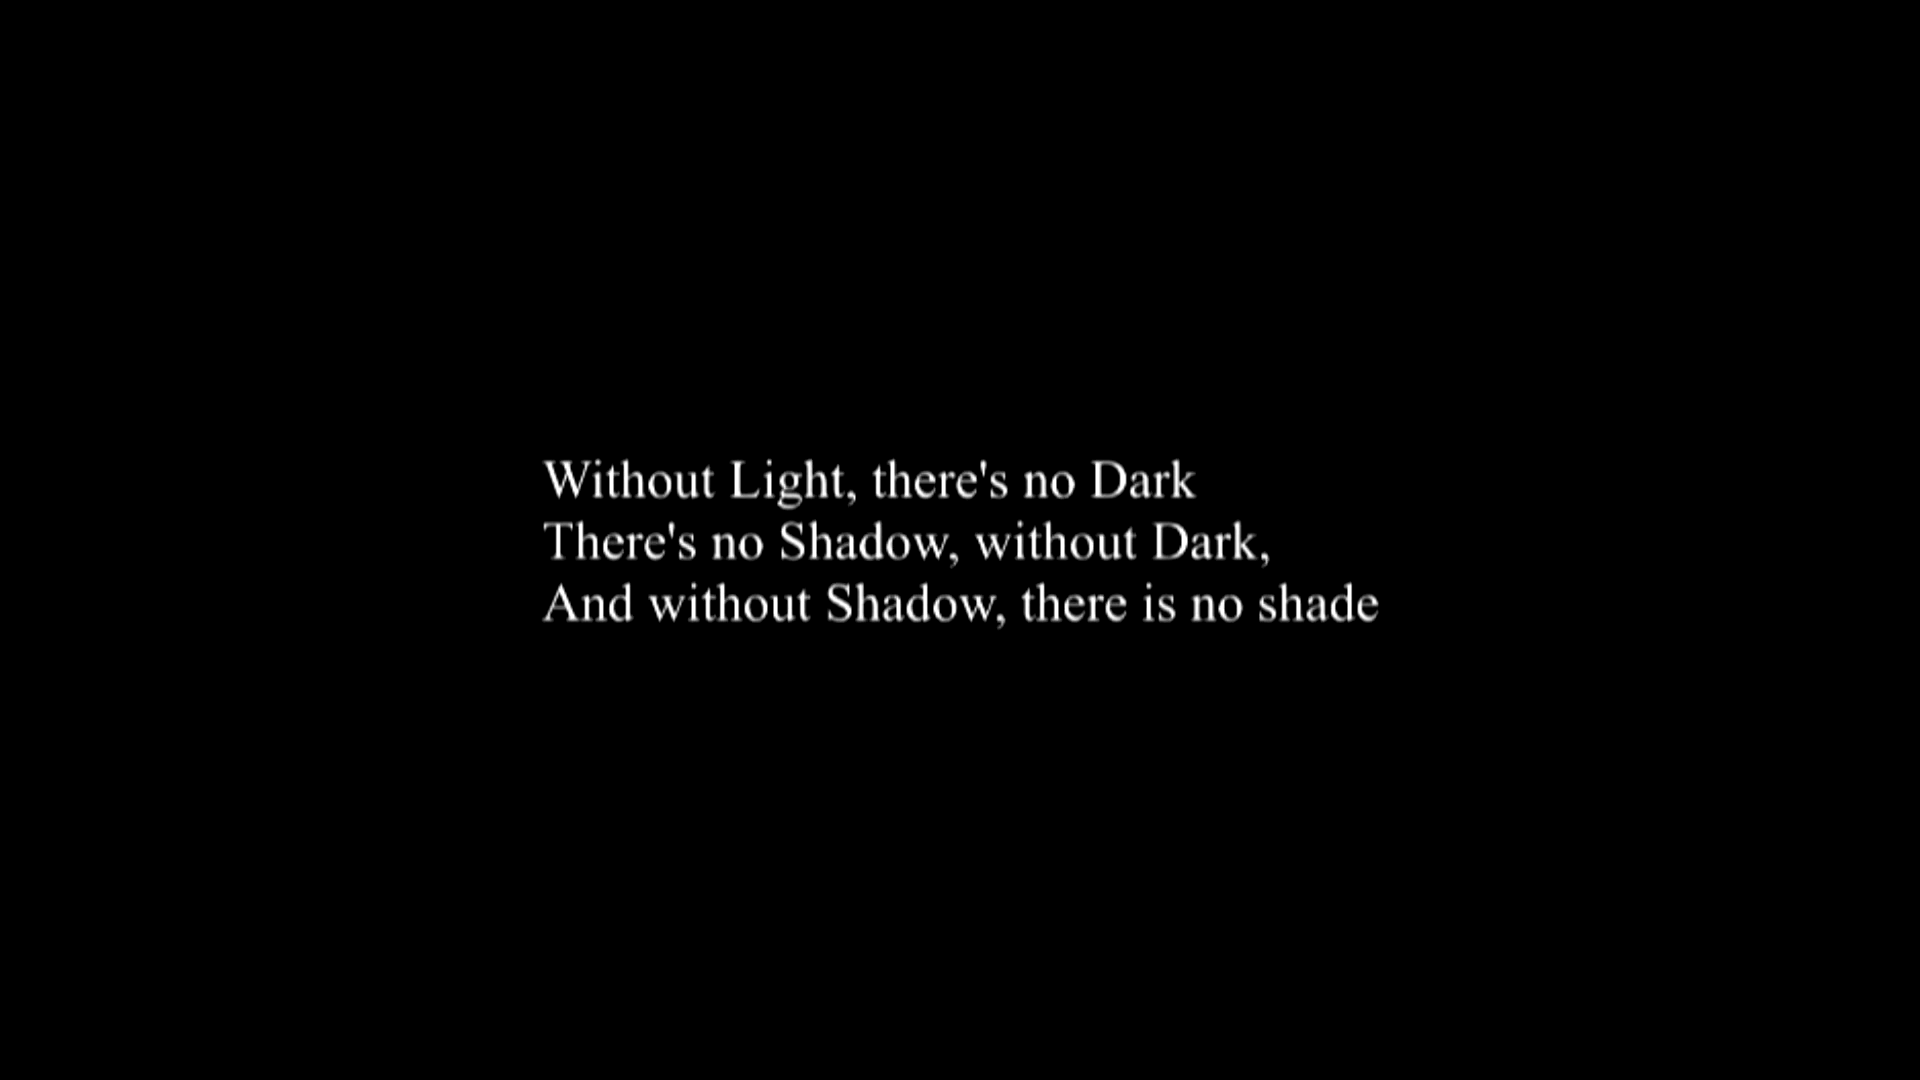 Without Light, there's no Dark
There's no Shadow, without Dark,
And without Shadow, there is no shade